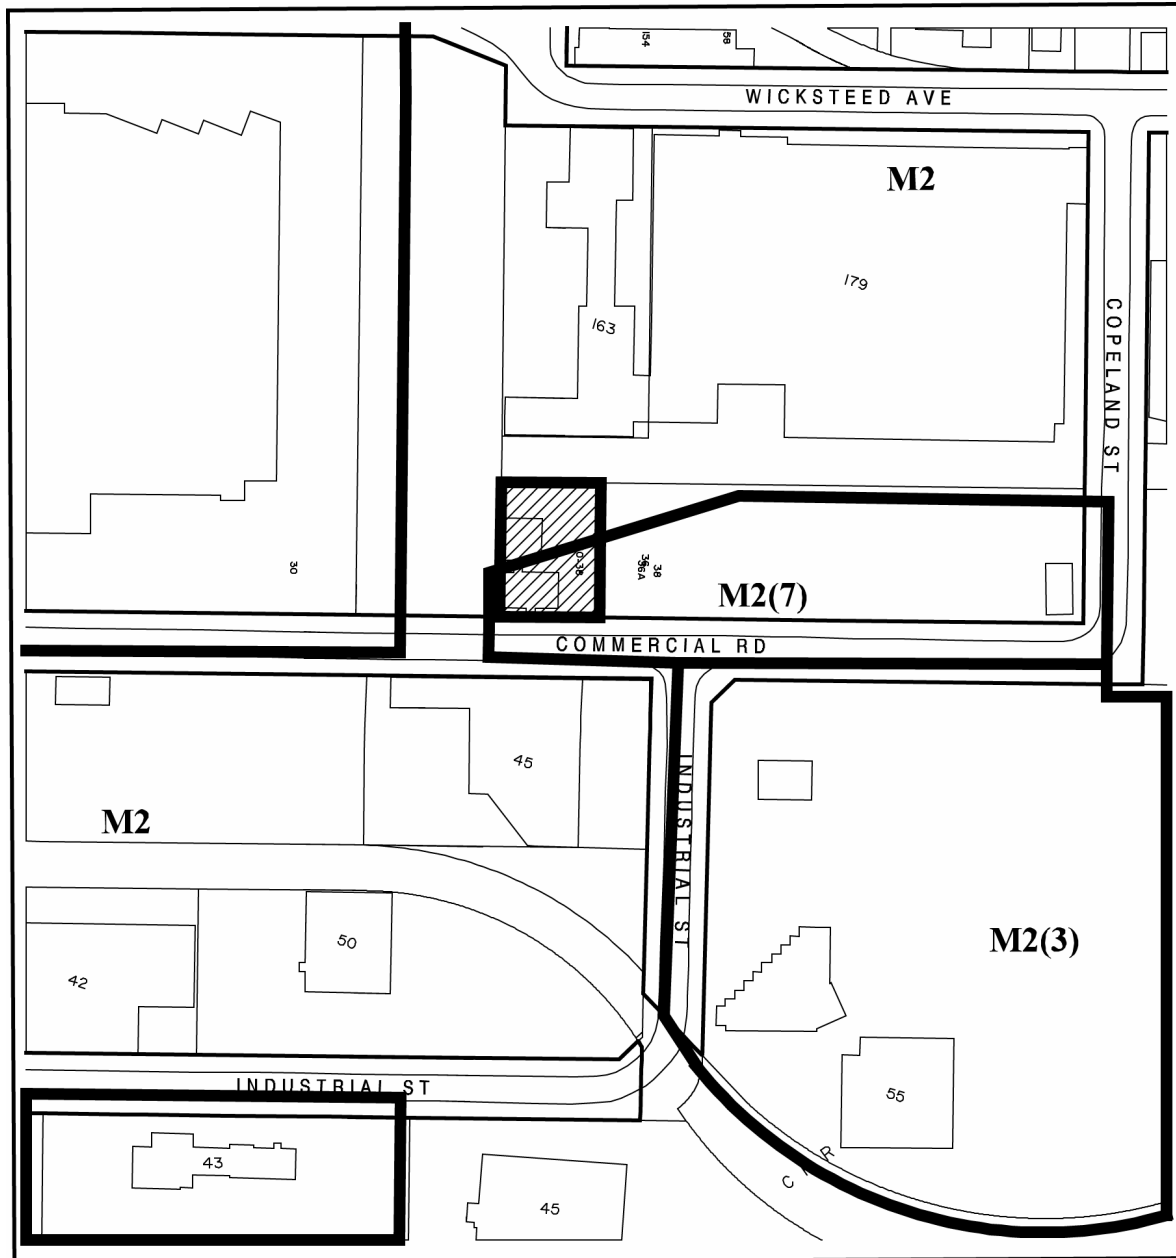 154
58
WICKSTEED AVE
M2
179
163
COPELAND ST
30
36
36A
38
M2(7)
COMMERCIAL RD
45
INDUSTRIAL ST
M2
50
42
M2(3)
55
INDUSTRIAL ST
43
45